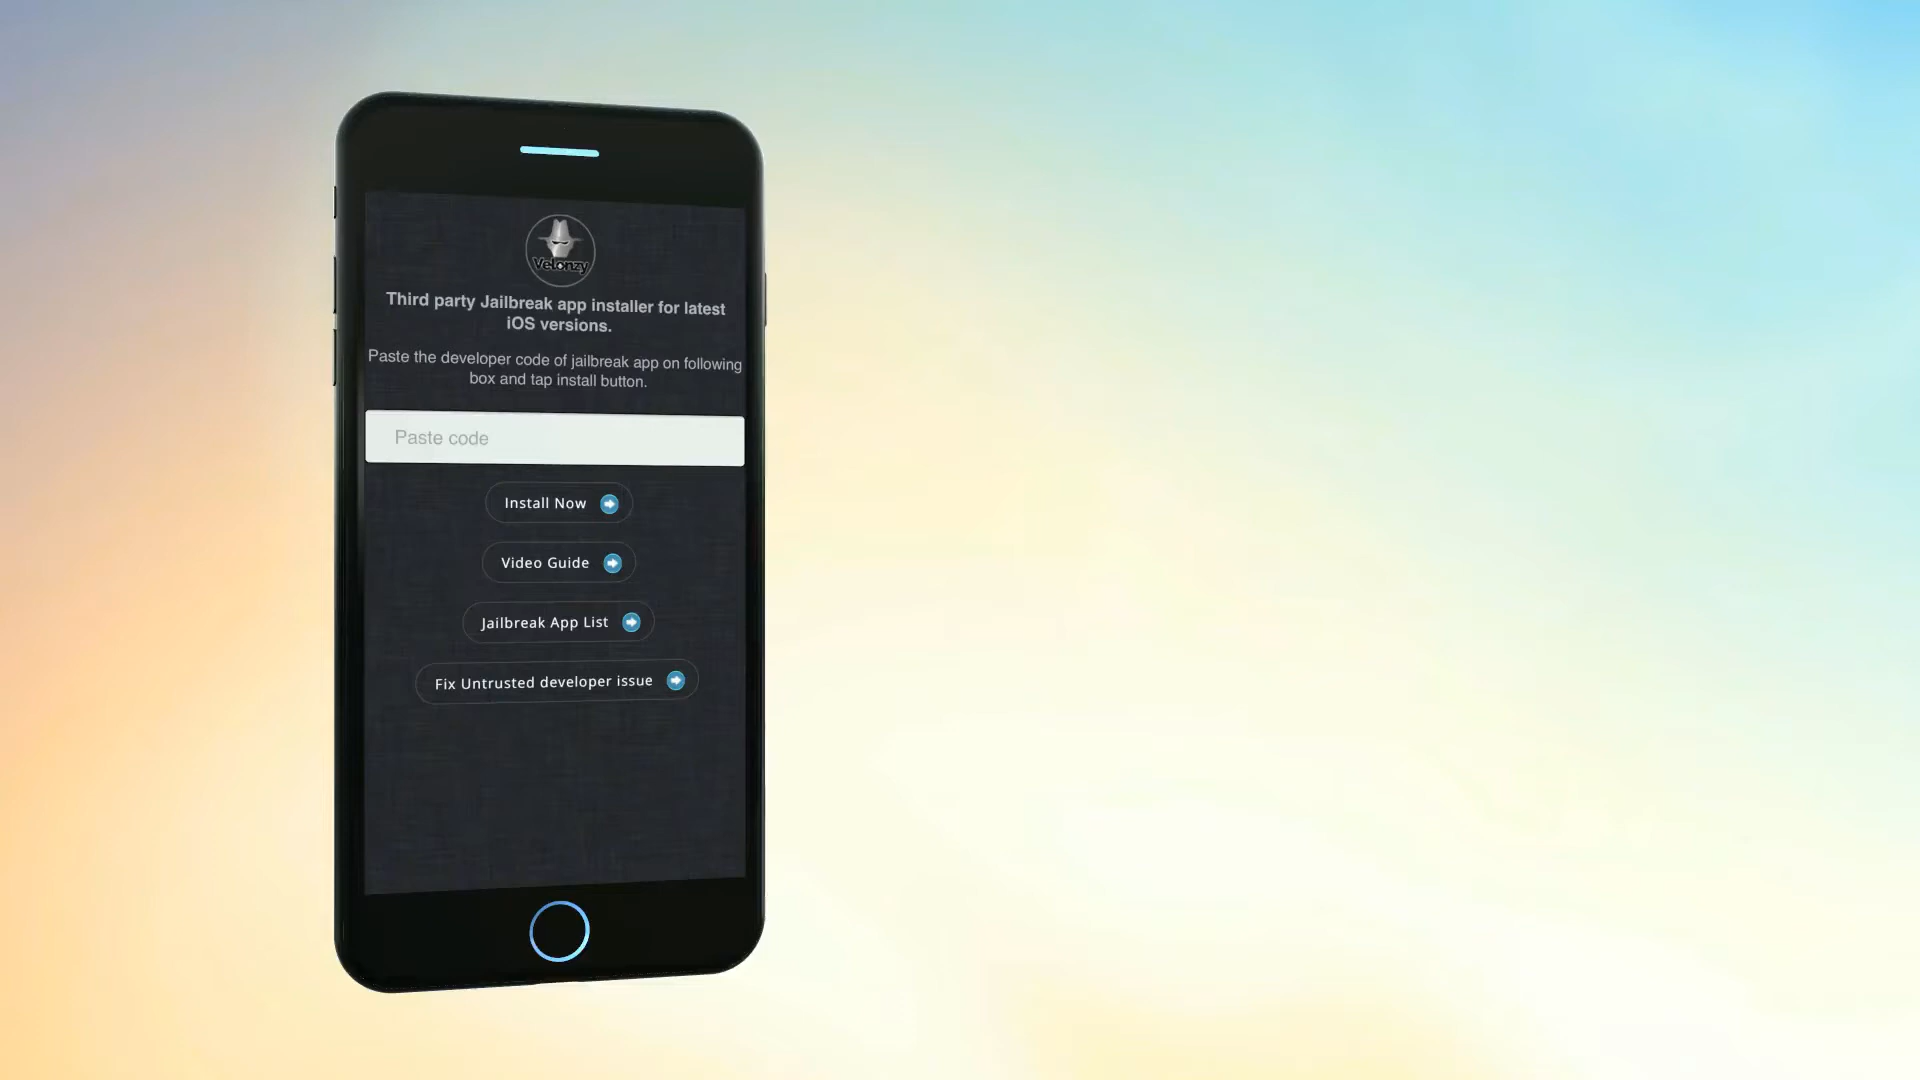 Velonzy
Third party Jailbreak app installer for latest
iOS versions.
Paste the developer code of jailbreak app on following
box and tap install button.
Paste code
Install Now
Video Guide
Jailbreak App List
Fix Untrusted developer issue